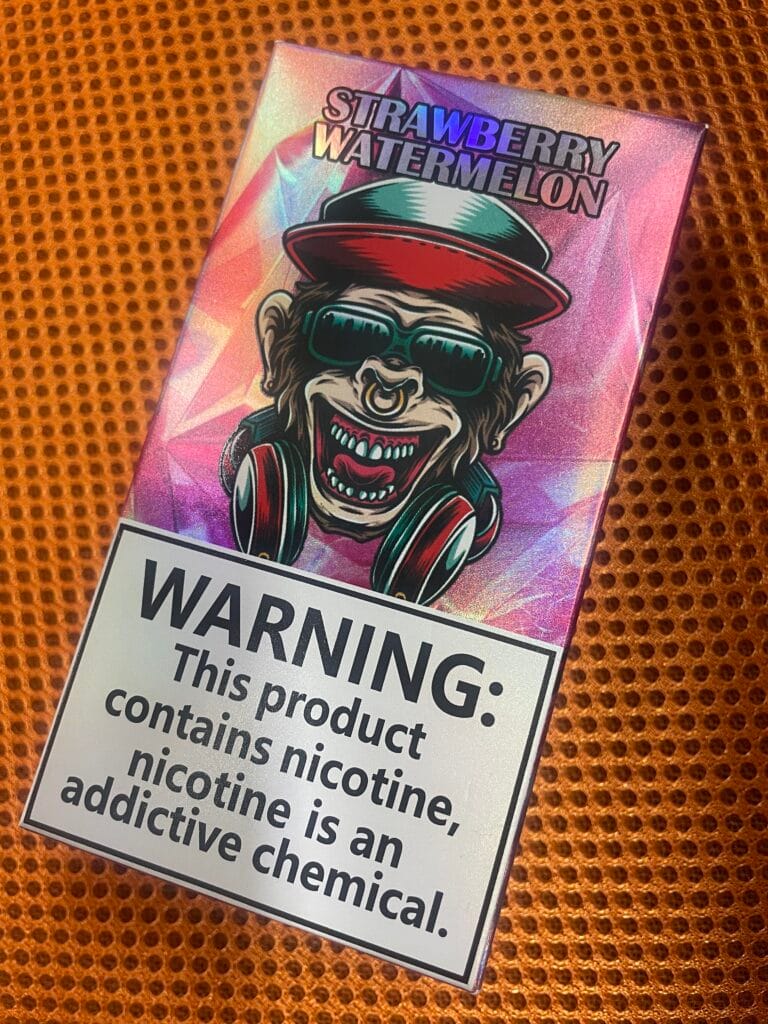 STRAWBERRY
WATERMELON
WARNING:
This product
contains nicotine,
nicotine is an
addictive chemical.